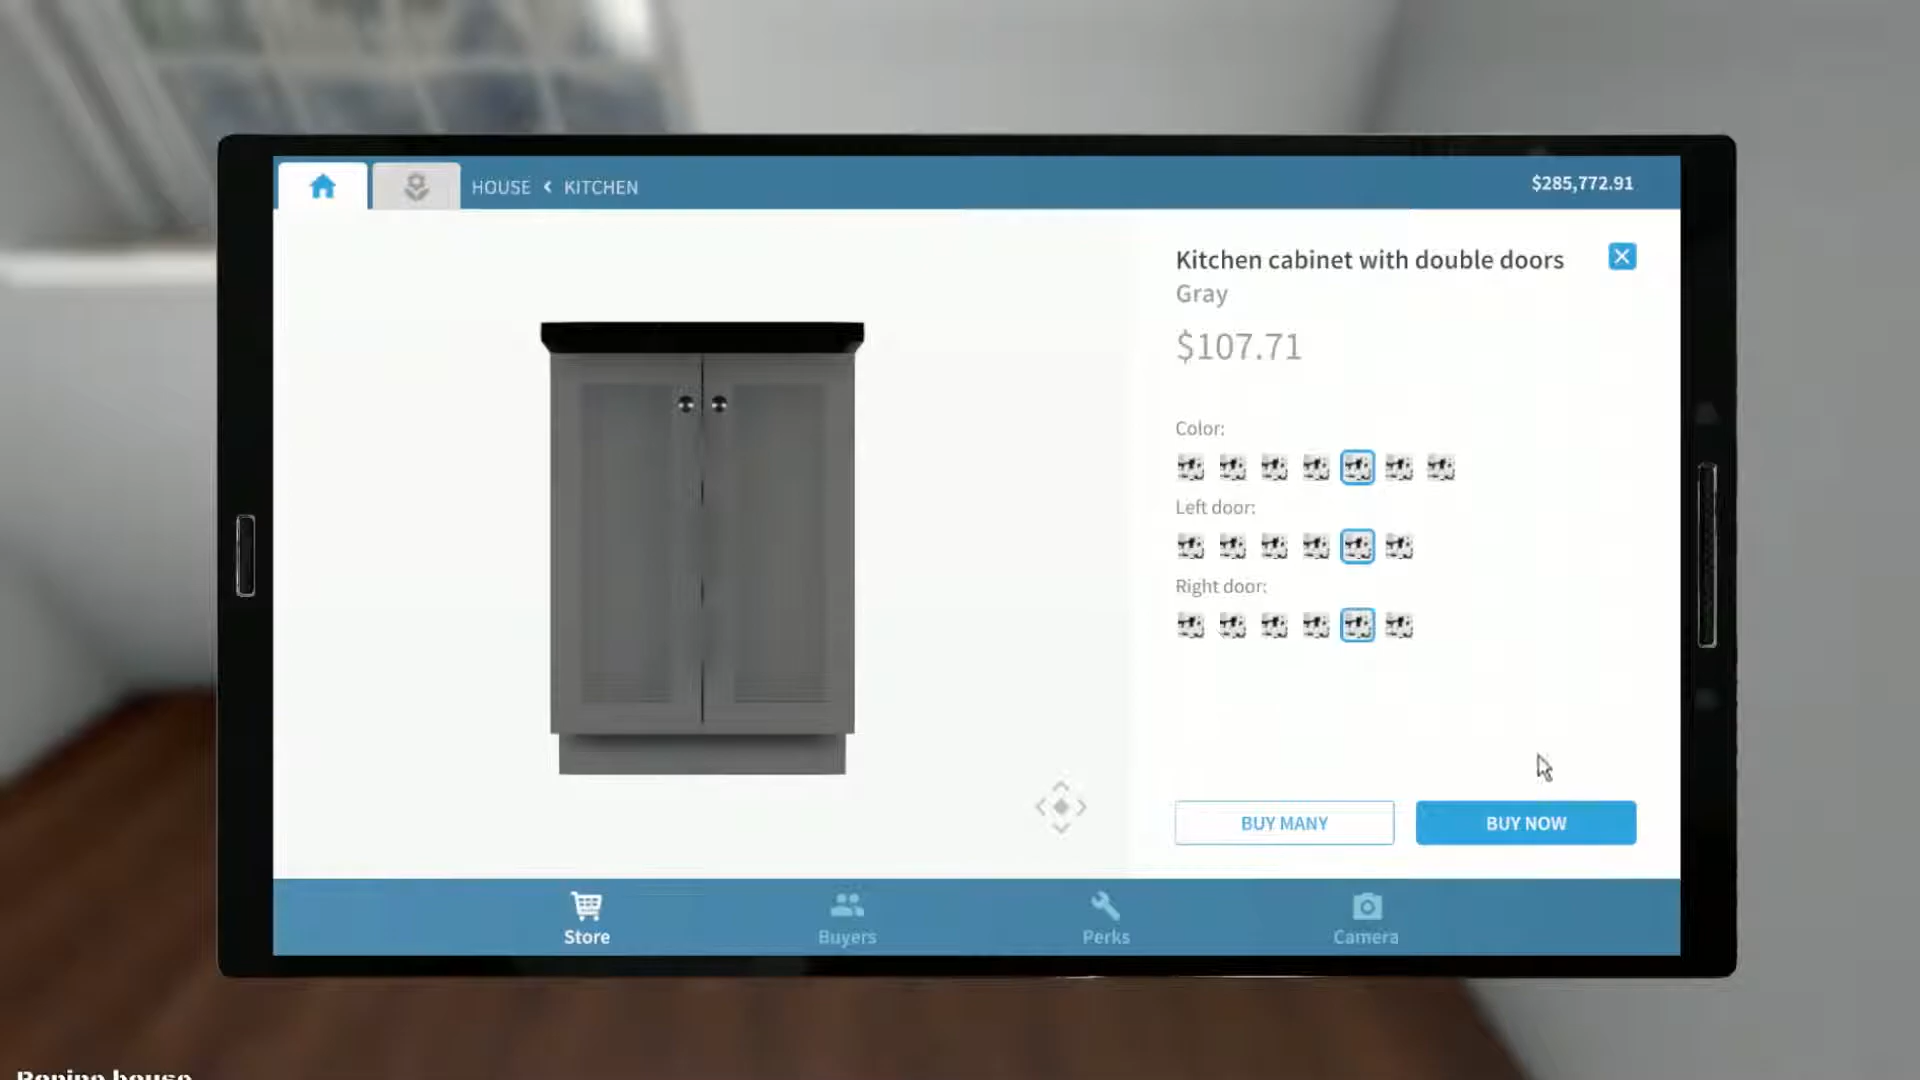 HOUSE < KITCHEN
$285,772.91
Kitchen cabinet with double doors
Gray
$107.71
Color:
Left door:
Right door:
BUY MANY
BUY NOW
Store
Buyers
Perks
Camera
house